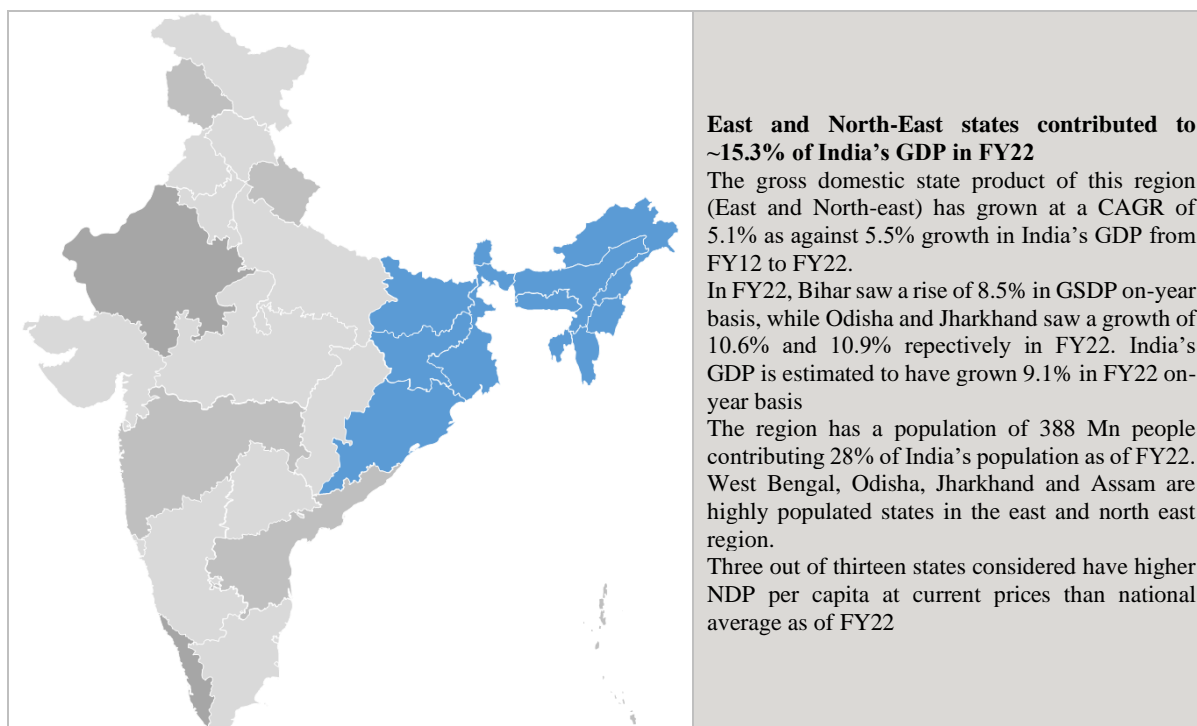 East and North-East states contributed to
~15.3% of India’s GDP in FY22
The gross domestic state product of this region
(East and North-east) has grown at a CAGR of
5.1% as against 5.5% growth in India’s GDP from
FY12 to FY22.
In FY22, Bihar saw a rise of 8.5% in GSDP on-year
basis, while Odisha and Jharkhand saw a growth of
10.6% and 10.9% repectively in FY22. India’s
GDP is estimated to have grown 9.1% in FY22 on-
year basis
The region has a population of 388 Mn people
contributing 28% of India’s population as of FY22.
West Bengal, Odisha, Jharkhand and Assam are
highly populated states in the east and north east
region.
Three out of thirteen states considered have higher
NDP per capita at current prices than national
average as of FY22